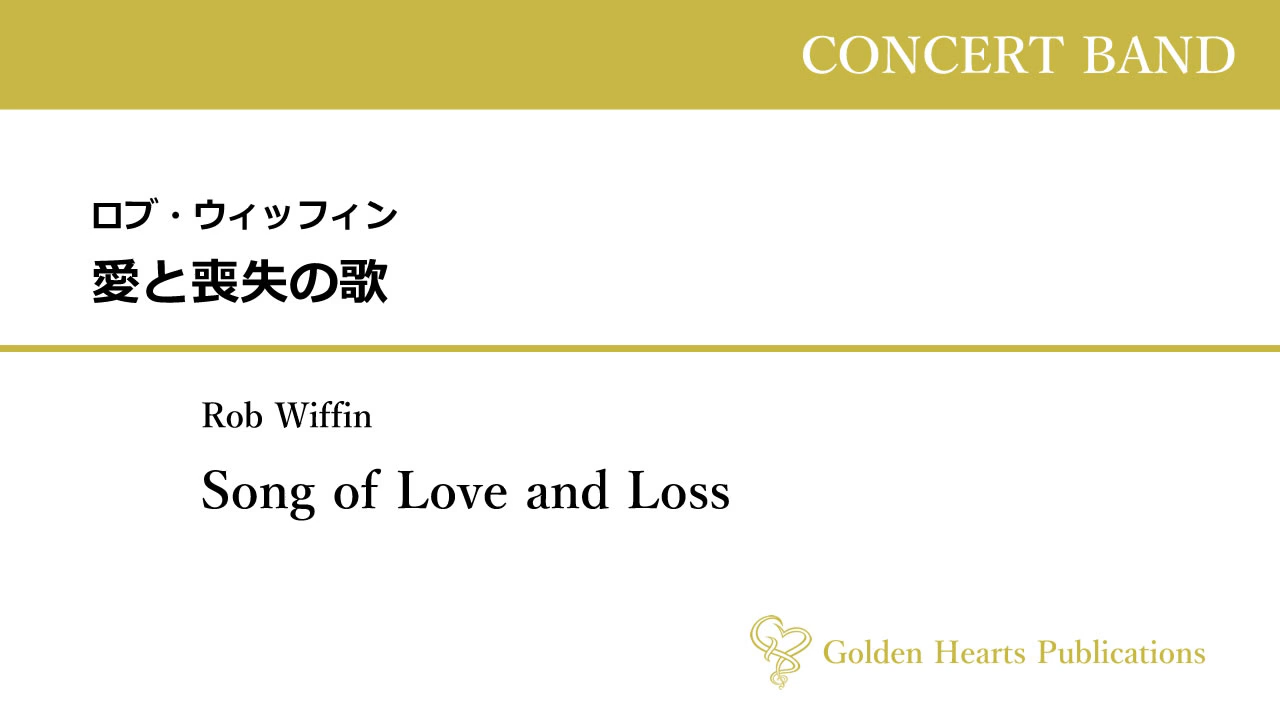 CONCERT BAND
ロブ・ウィッフィン
愛と喪失の歌
Rob Wiffin
Song of Love and Loss
Golden Hearts Publications